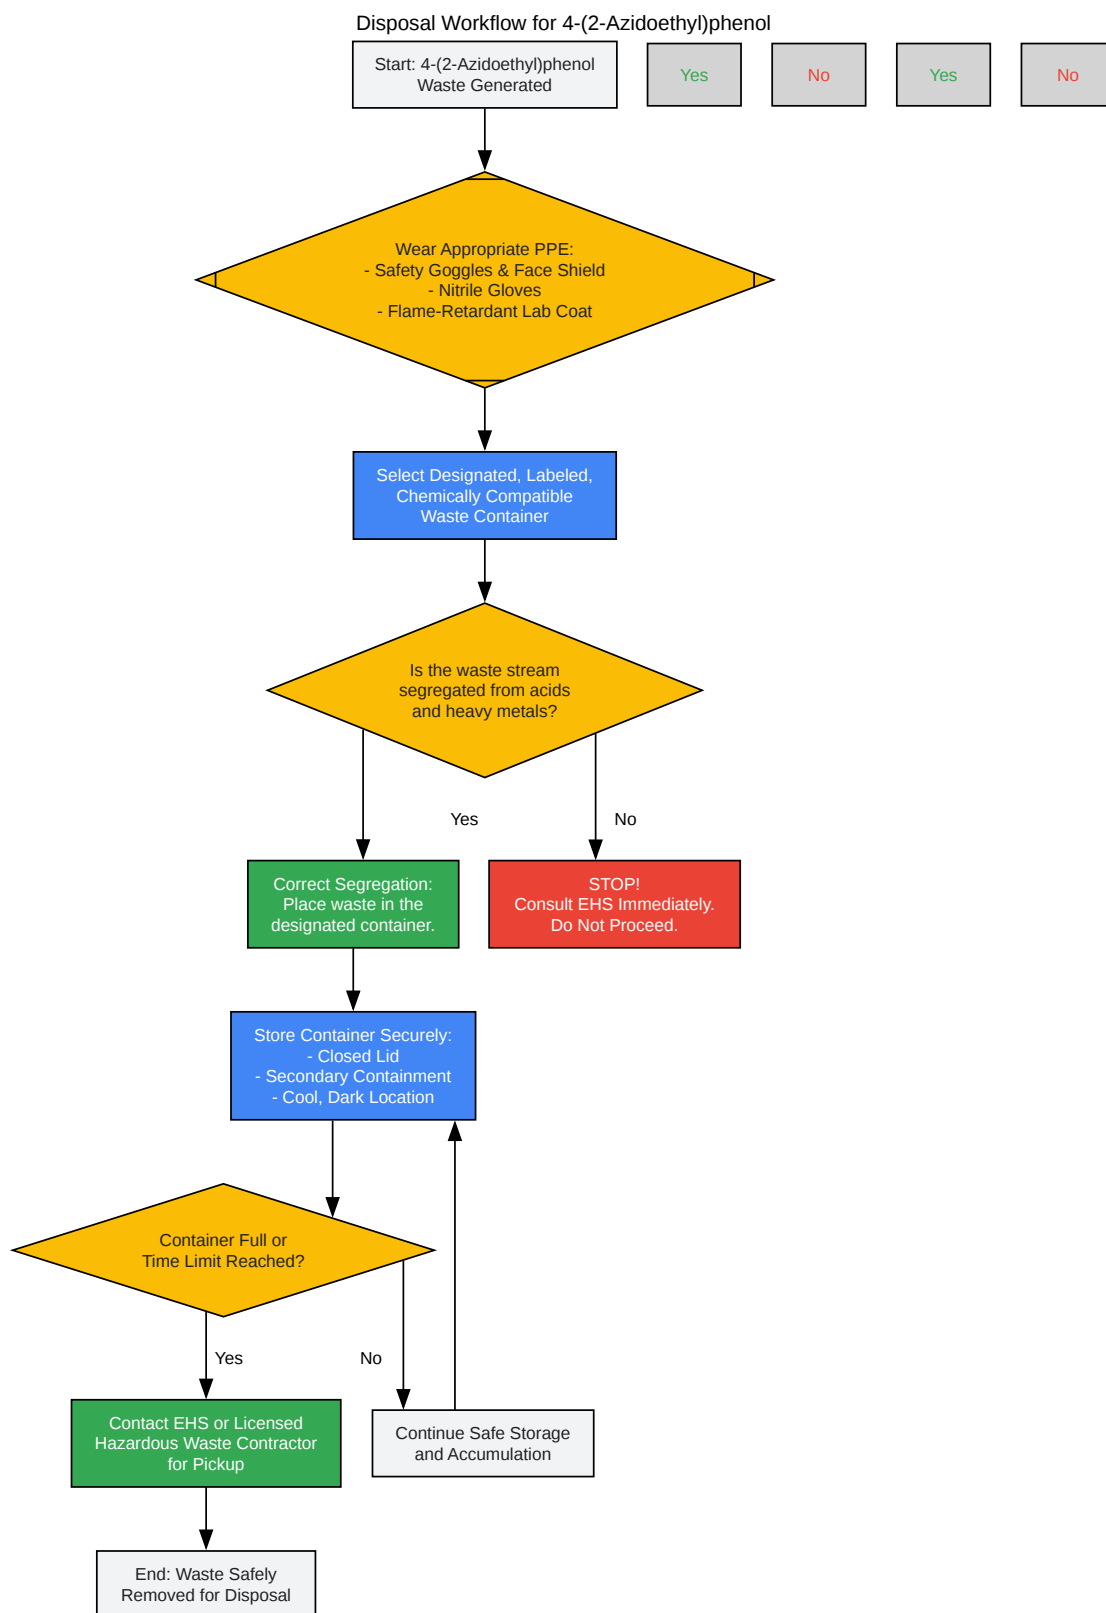 Disposal Workflow for 4-(2-Azidoethyl)phenol
Start: 4-(2-Azidoethyl)phenol
Waste Generated
Yes
No
Yes
No
Wear Appropriate PPE:
- Safety Goggles & Face Shield
- Nitrile Gloves
- Flame-Retardant Lab Coat
Select Designated, Labeled,
Chemically Compatible
Waste Container
Is the waste stream
segregated from acids
and heavy metals?
Yes
No
Correct Segregation:
Place waste in the
designated container.
STOP!
Consult EHS Immediately.
Do Not Proceed.
Store Container Securely:
- Closed Lid
- Secondary Containment
- Cool, Dark Location
Container Full or
Time Limit Reached?
Yes
No
Contact EHS or Licensed
Hazardous Waste Contractor
for Pickup
Continue Safe Storage
and Accumulation
End: Waste Safely
Removed for Disposal